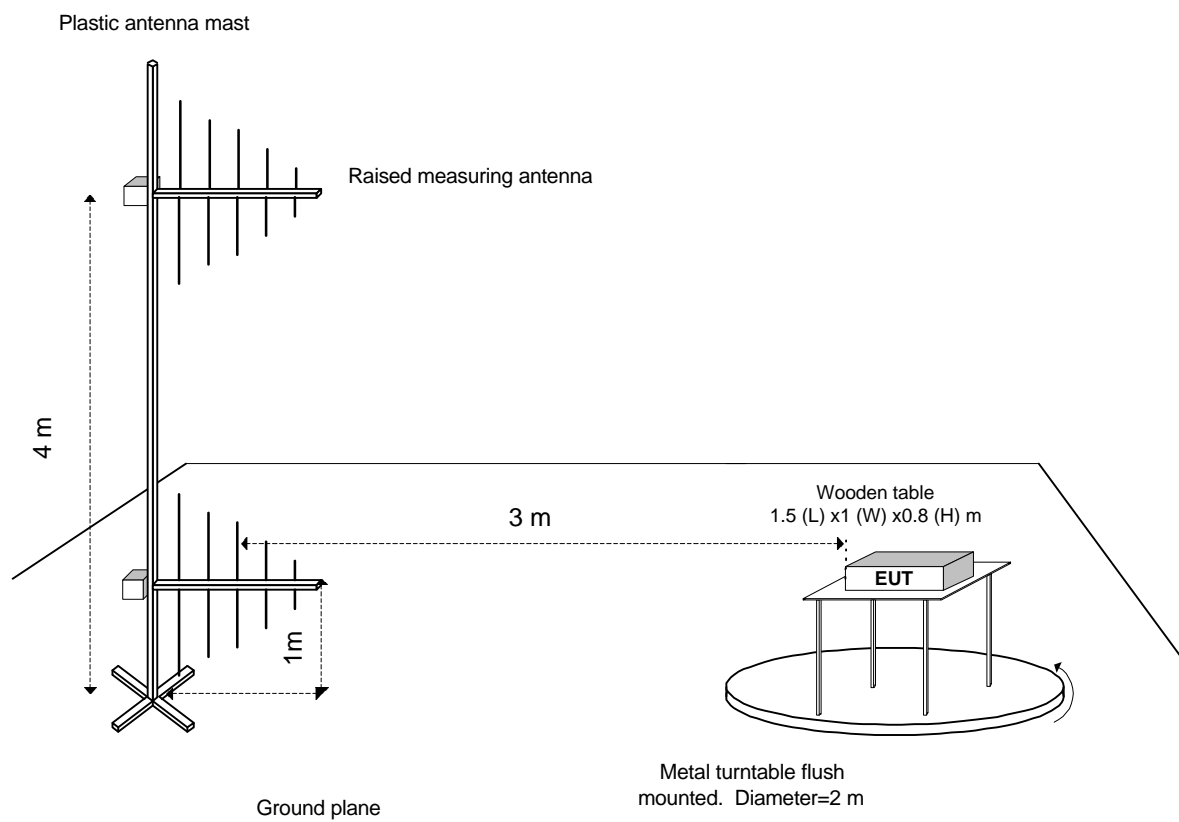 Plastic antenna mast
Raised measuring antenna
4 m
3 m
Wooden table
1.5 (L) x1 (W) x0.8 (H) m
EUT
1m
Metal turntable flush
mounted. Diameter=2 m
Ground plane